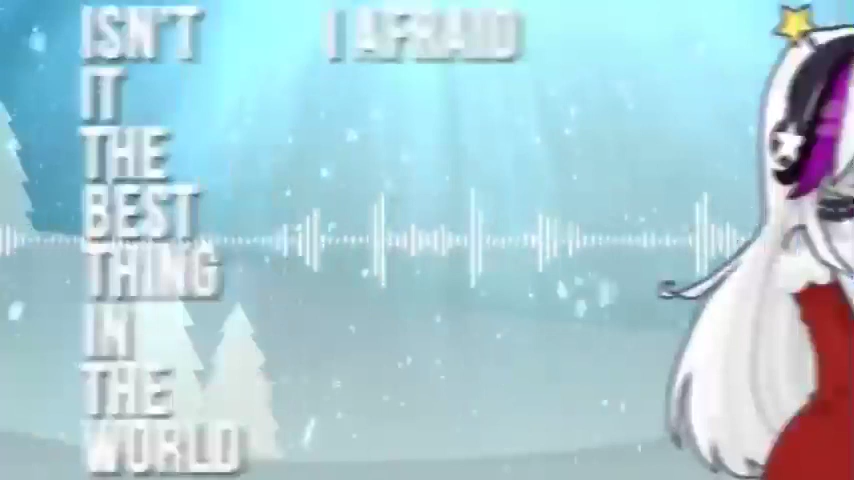 ISN'T
IT
THE
BEST
THING
IN
THE
WORLD
I AFRAID